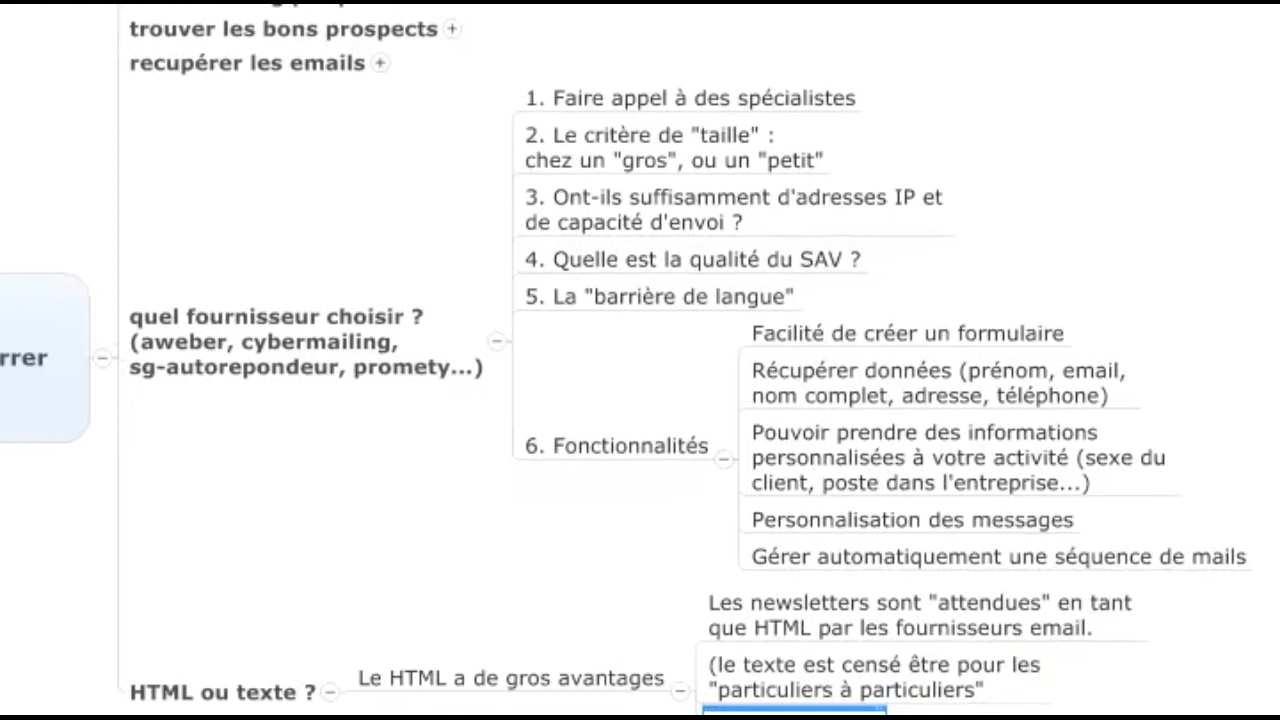 trouver les bons prospects
recupérer les emails
1. Faire appel à des spécialistes
2. Le critère de "taille" :
chez un "gros", ou un "petit"
3. Ont-ils suffisamment d'adresses IP et
de capacité d'envoi ?
4. Quelle est la qualité du SAV ?
5. La "barrière de langue"
quel fournisseur choisir ?
(aweber, cybermailing,
sg-autorepondeur, promety...)
rrer
6. Fonctionnalités
Facilité de créer un formulaire
Récupérer données (prénom, email,
nom complet, adresse, téléphone)
Pouvoir prendre des informations
personnalisées à votre activité (sexe du
client, poste dans l'entreprise...)
Personnalisation des messages
Gérer automatiquement une séquence de mails
HTML ou texte ?
Le HTML a de gros avantages
Les newsletters sont "attendues" en tant
que HTML par les fournisseurs email.
(le texte est censé être pour les
"particuliers à particuliers"